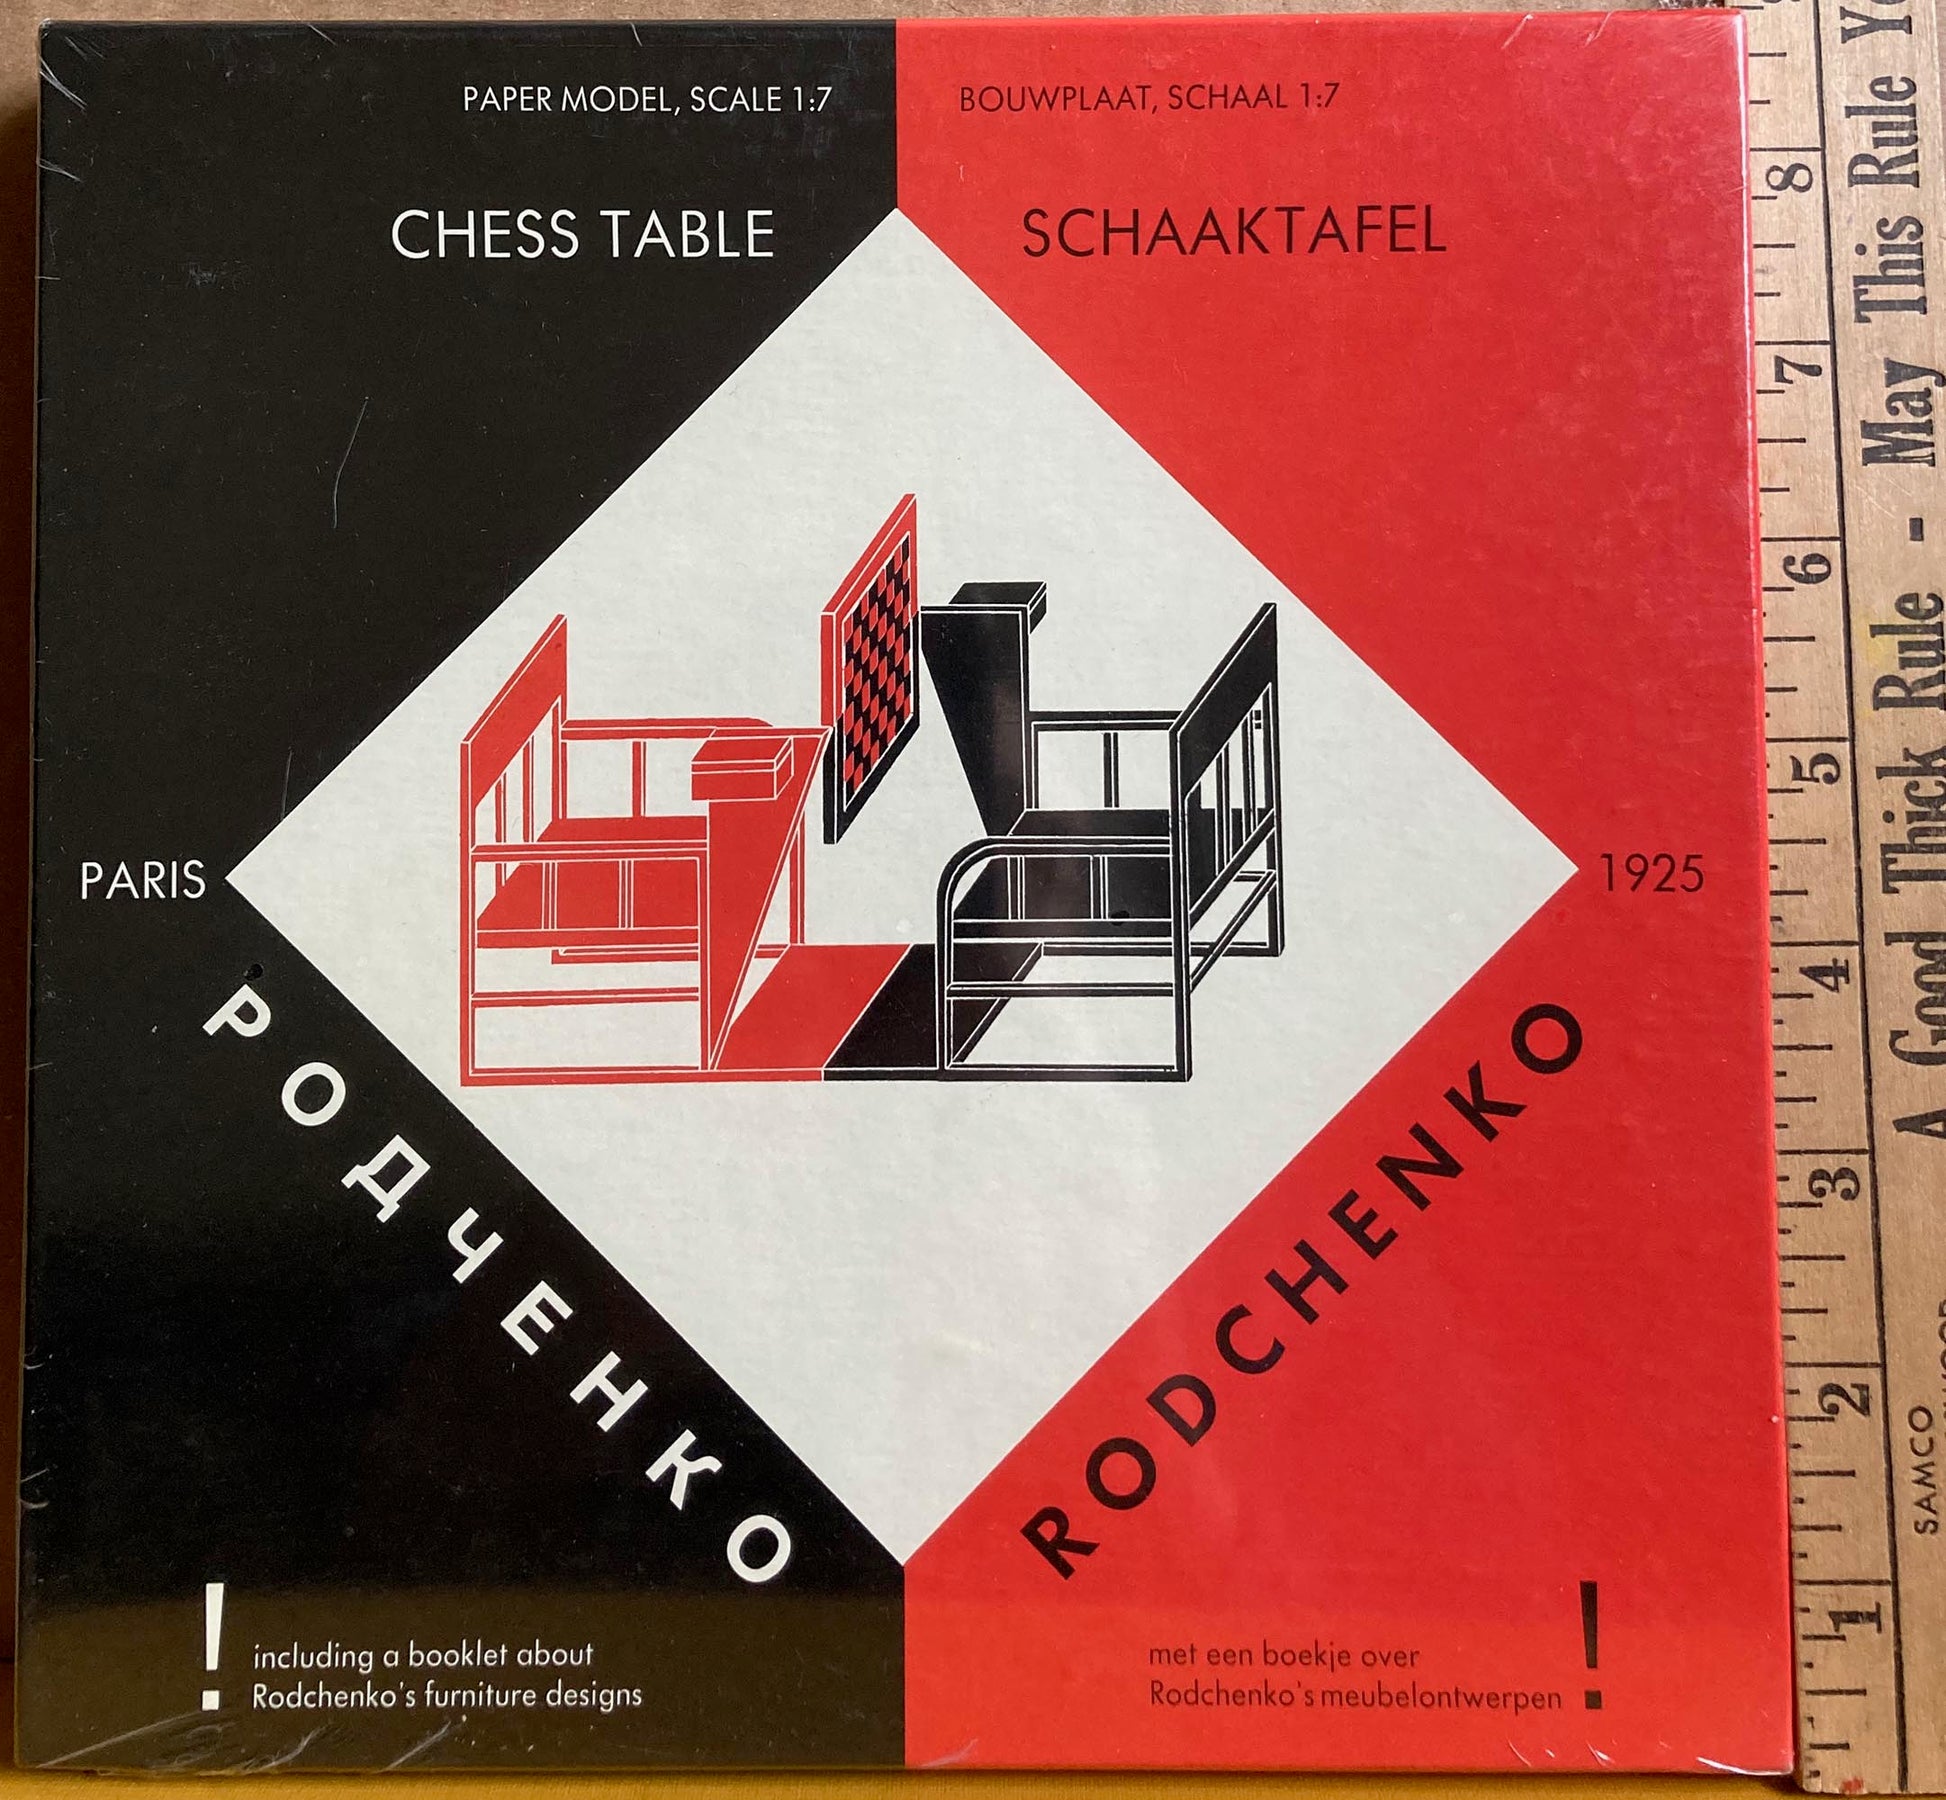 PAPER MODEL, SCALE 1:7
BOUWPLAAT, SCHAAL 1:7
CHESS TABLE
SCHAAKTAFEL
PARIS
1925
РОДЧЕНКО
RODCHENKO
! including a booklet about
Rodchenko's furniture designs
met een boekje over !
Rodchenko's meubelontwerpen
A Good Thick Rule - May This Rule
SAMCO
8
7
6
5
4
3
2
1